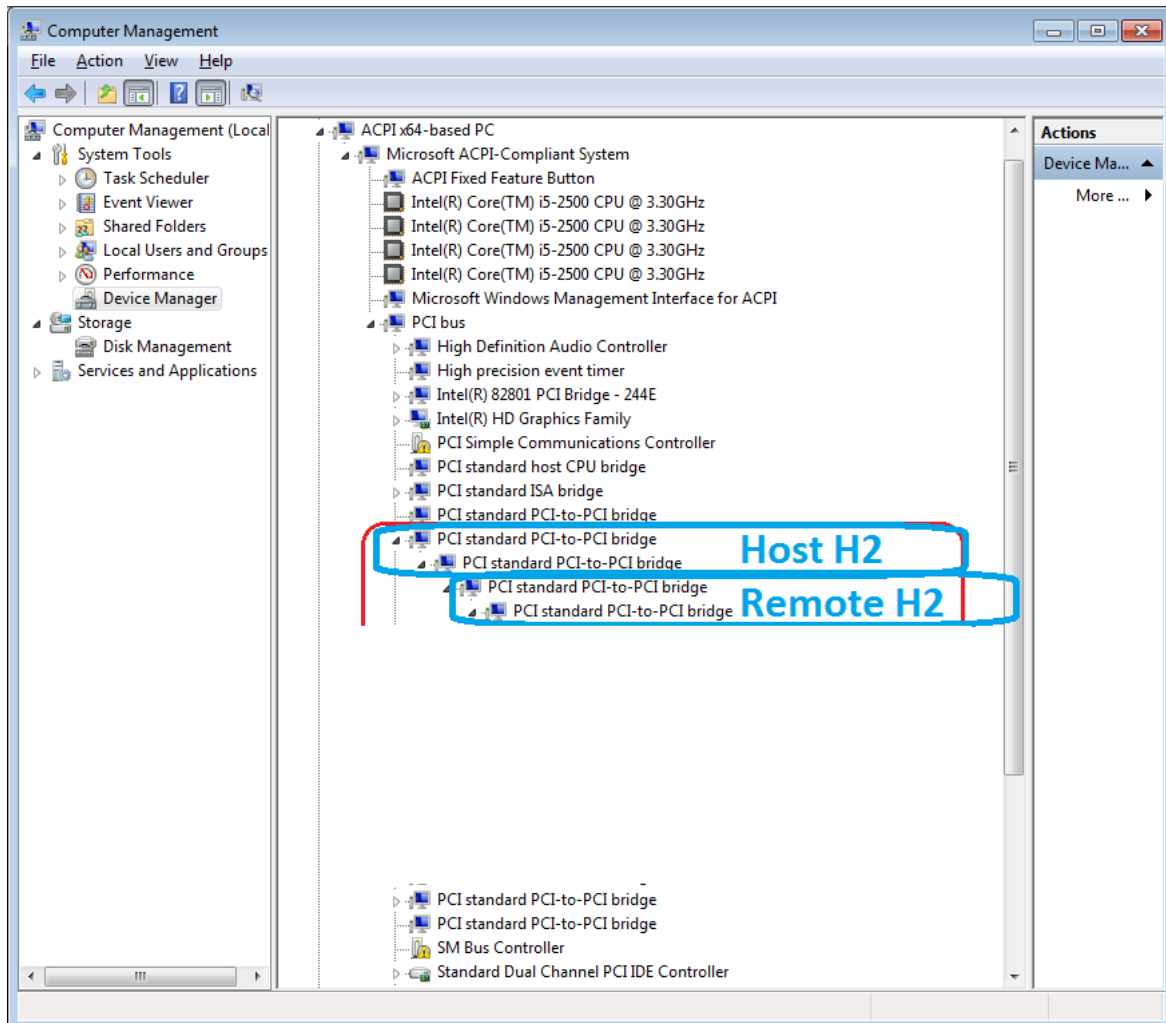 Computer Management
File Action View Help
Computer Management (Local
System Tools
Task Scheduler
Event Viewer
Shared Folders
Local Users and Groups
Performance
Device Manager
Storage
Disk Management
Services and Applications
ACPI x64-based PC
Microsoft ACPI-Compliant System
ACPI Fixed Feature Button
Intel(R) Core(TM) i5-2500 CPU @ 3.30GHz
Intel(R) Core(TM) i5-2500 CPU @ 3.30GHz
Intel(R) Core(TM) i5-2500 CPU @ 3.30GHz
Intel(R) Core(TM) i5-2500 CPU @ 3.30GHz
Microsoft Windows Management Interface for ACPI
PCI bus
High Definition Audio Controller
High precision event timer
Intel(R) 82801 PCI Bridge - 244E
Intel(R) HD Graphics Family
PCI Simple Communications Controller
PCI standard host CPU bridge
PCI standard ISA bridge
PCI standard PCI-to-PCI bridge
PCI standard PCI-to-PCI bridge
PCI standard PCI-to-PCI bridge
Host H2
PCI standard PCI-to-PCI bridge
PCI standard PCI-to-PCI bridge
Remote H2
PCI standard PCI-to-PCI bridge
PCI standard PCI-to-PCI bridge
SM Bus Controller
Standard Dual Channel PCI IDE Controller
Actions
Device Ma...
More ...